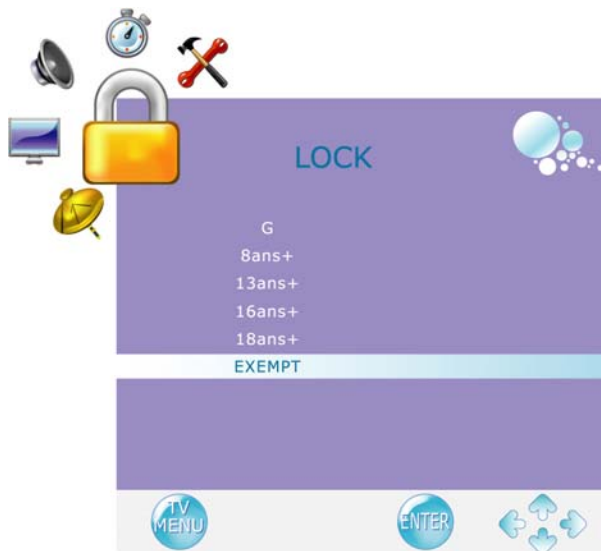 LOCK
G
8ans+
13ans+
16ans+
18ans+
EXEMPT
TV
MENU
ENTER